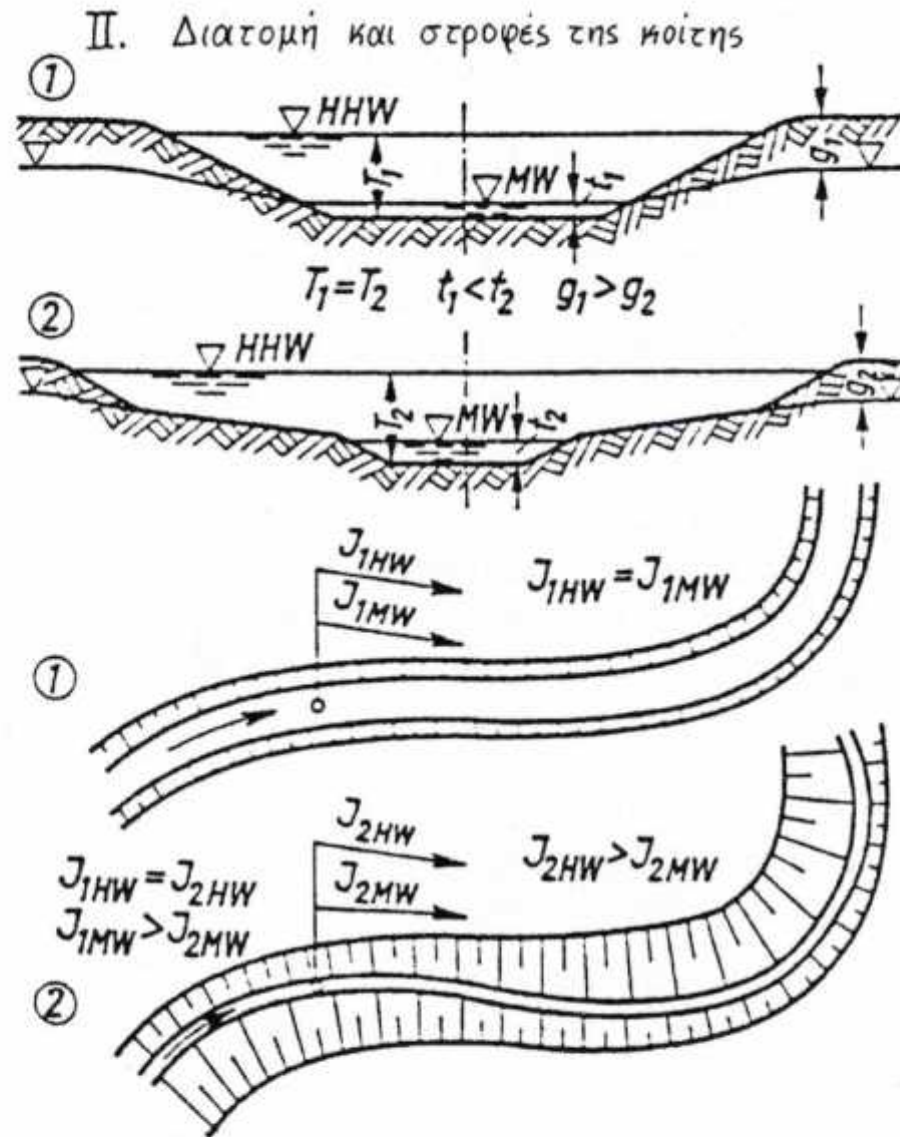 II. Διατομή και στροφές της κοίτης
①
HHW
T₁
MW
t₁
g₁
T₁=T₂ t₁<t₂ g₁>g₂
②
HHW
T₂
MW
t₂
g₂
J₁HW
J₁MW
J₁HW=J₁MW
①
J₂HW
J₂MW
J₂HW>J₂MW
J₁HW=J₂HW
J₁MW>J₂MW
②